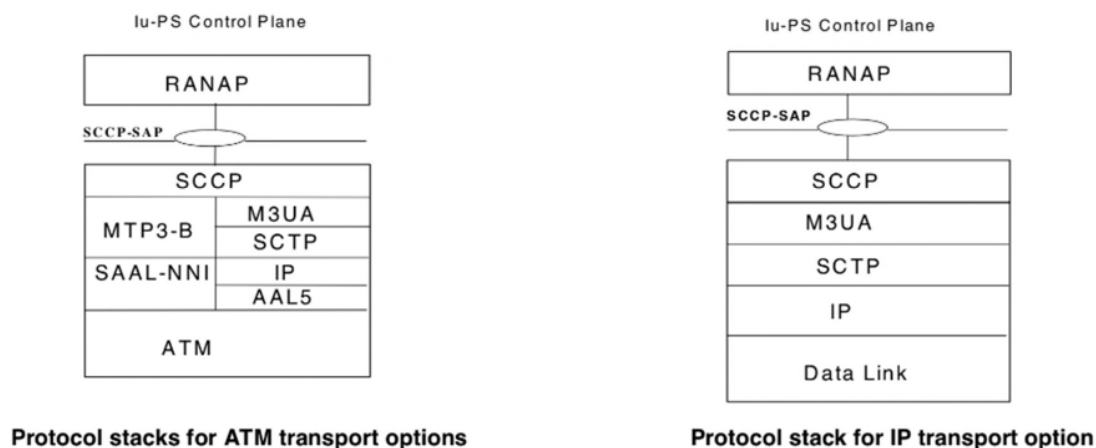 Iu-PS Control Plane
RANAP
SCCP-SAP
SCCP
MTP3-B
M3UA
SCTP
SAAL-NNI
IP
AAL5
ATM
Protocol stacks for ATM transport options
Iu-PS Control Plane
RANAP
SCCP-SAP
SCCP
M3UA
SCTP
IP
Data Link
Protocol stack for IP transport option